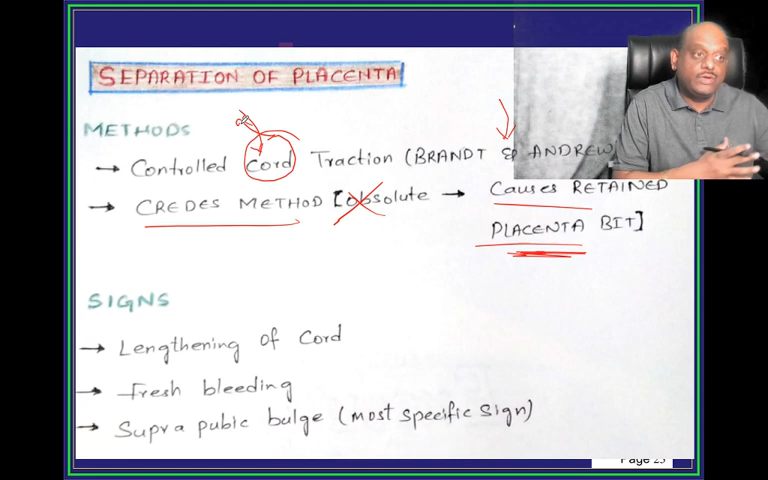 SEPARATION OF PLACENTA
METHODS
→ Controlled Cord Traction (BRANDT & ANDREW
→ CREDES METHOD [Obsolute → Causes RETAINED
PLACENTA BIT]
SIGNS
→ Lengthening of Cord
→ Fresh bleeding
→ Supra pubic bulge (most specific sign)
Page 23